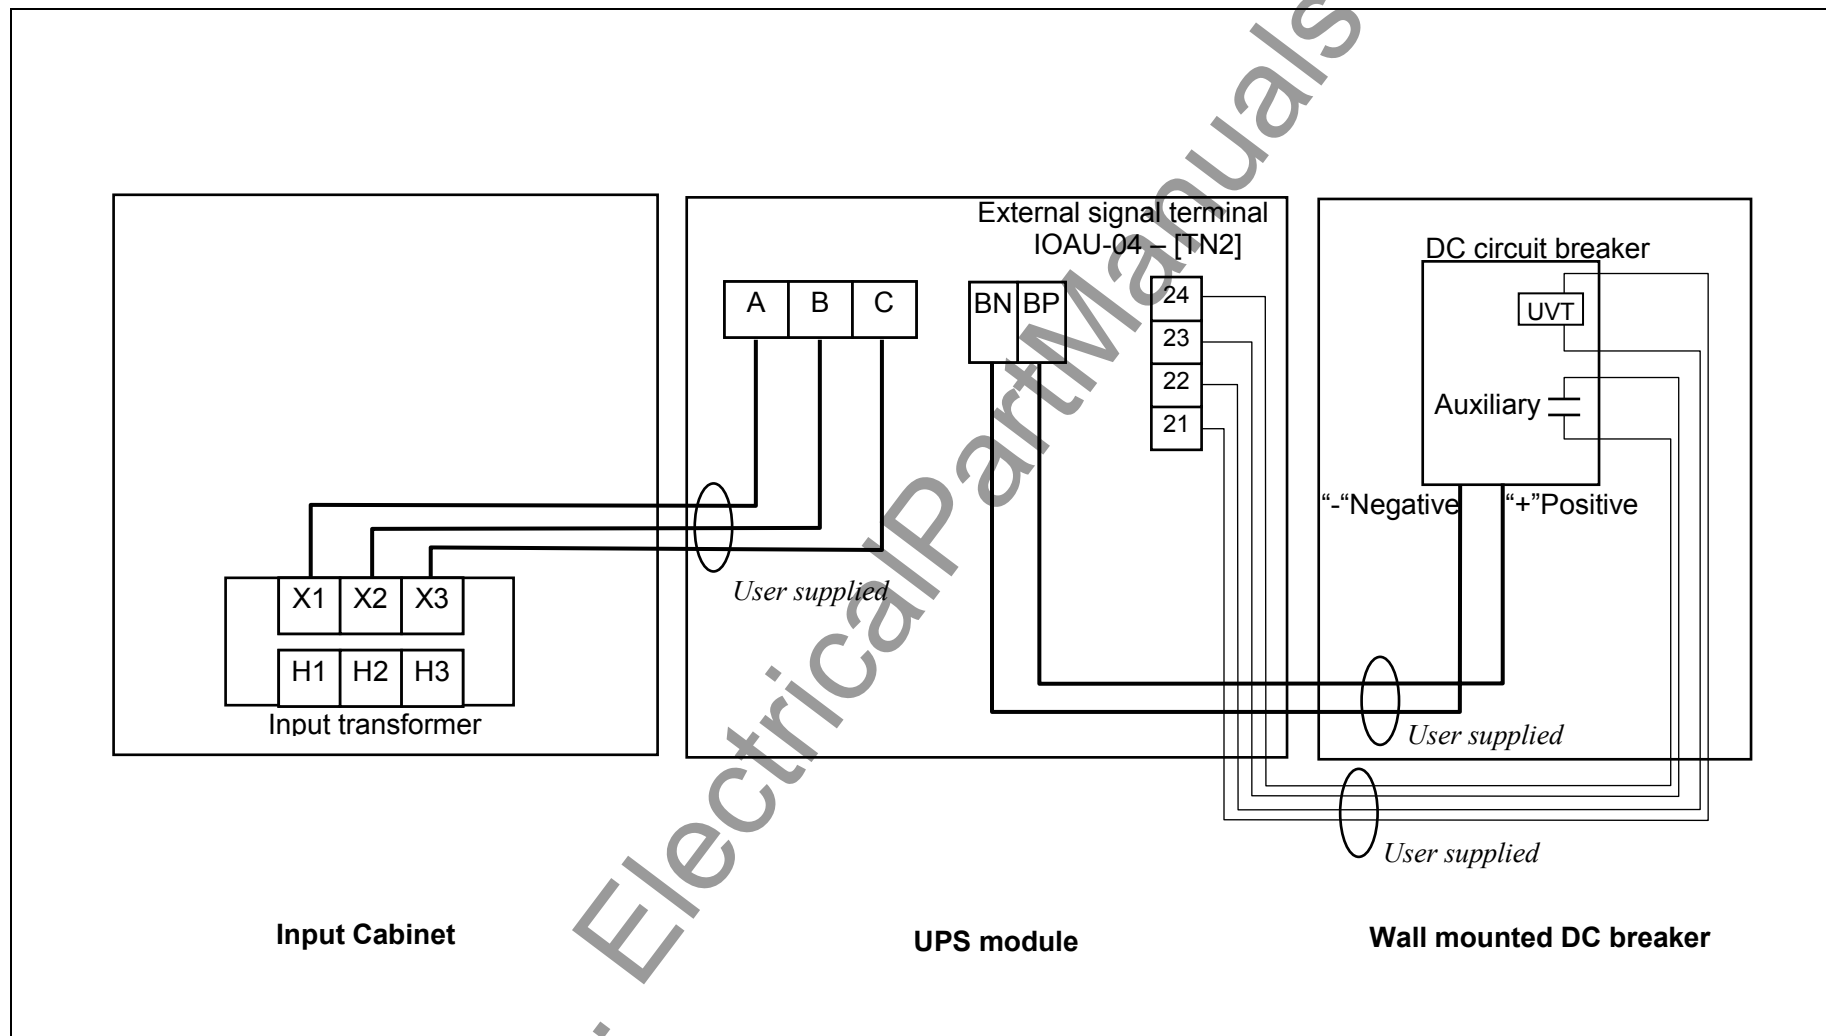 External signal terminal
IOAU-04 – [TN2]
DC circuit breaker
A B C
BN BP
24
23
22
21
UVT
Auxiliary
“-“Negative
“+”Positive
User supplied
X1 X2 X3
H1 H2 H3
Input transformer
User supplied
User supplied
Input Cabinet
UPS module
Wall mounted DC breaker
. ElectricalPartManuals